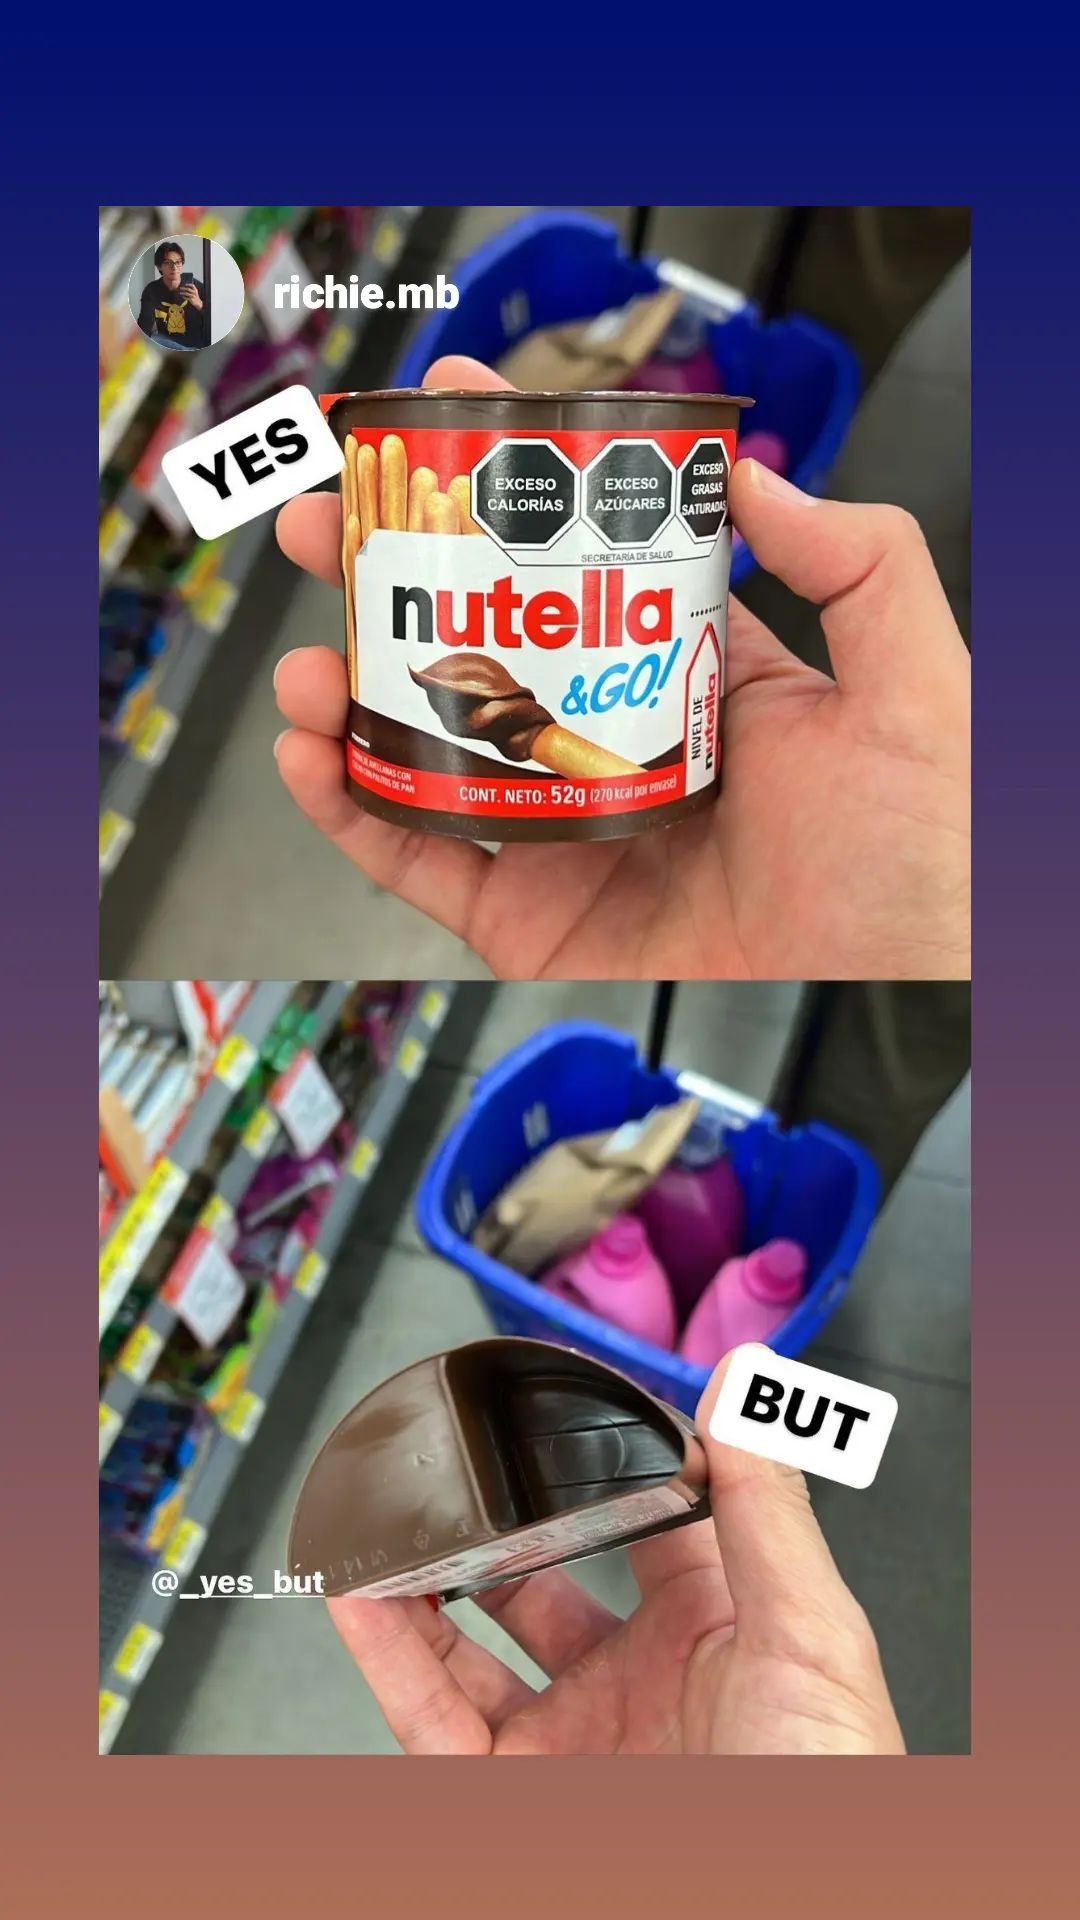 richie.mb
YES
EXCESO
CALORÍAS
EXCESO
AZÚCARES
EXCESO
GRASAS
SATURADAS
SECRETARÍA DE SALUD
nutella
&GO!
NIVEL DE
nutella
CONT. NETO: 52g (270 kcal por envase)
BUT
@_yes_but